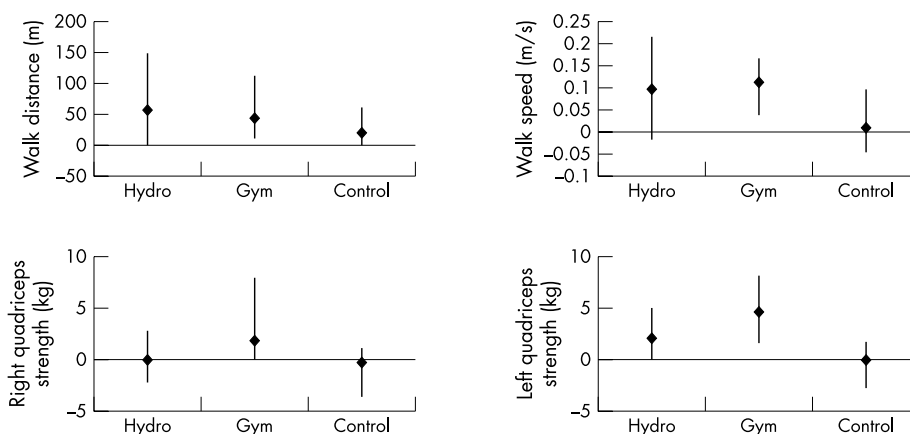 Walk distance (m)
200
150
100
50
0
–50
Hydro Gym Control
Walk speed (m/s)
0.25
0.2
0.15
0.1
0.05
0
–0.05
–0.1
Hydro Gym Control
Right quadriceps
strength (kg)
10
5
0
–5
Hydro Gym Control
Left quadriceps
strength (kg)
10
5
0
–5
Hydro Gym Control